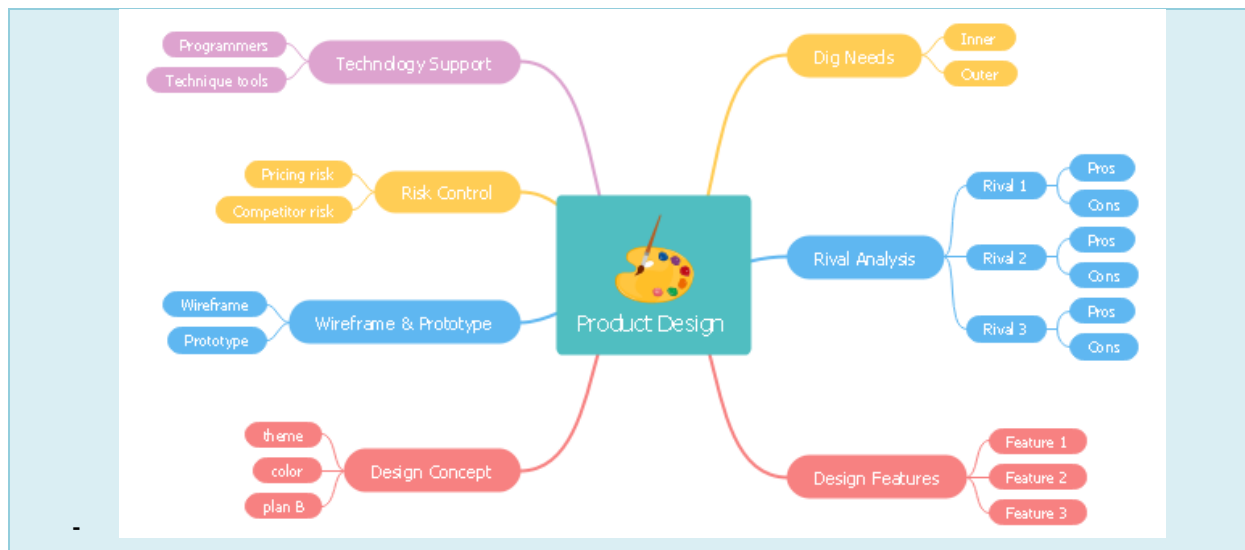 Product Design
Technology Support
Programmers
Technique tools
Risk Control
Pricing risk
Competitor risk
Wireframe & Prototype
Wireframe
Prototype
Design Concept
theme
color
plan B
Dig Needs
Inner
Outer
Rival Analysis
Rival 1
Pros
Cons
Rival 2
Pros
Cons
Rival 3
Pros
Cons
Design Features
Feature 1
Feature 2
Feature 3
-